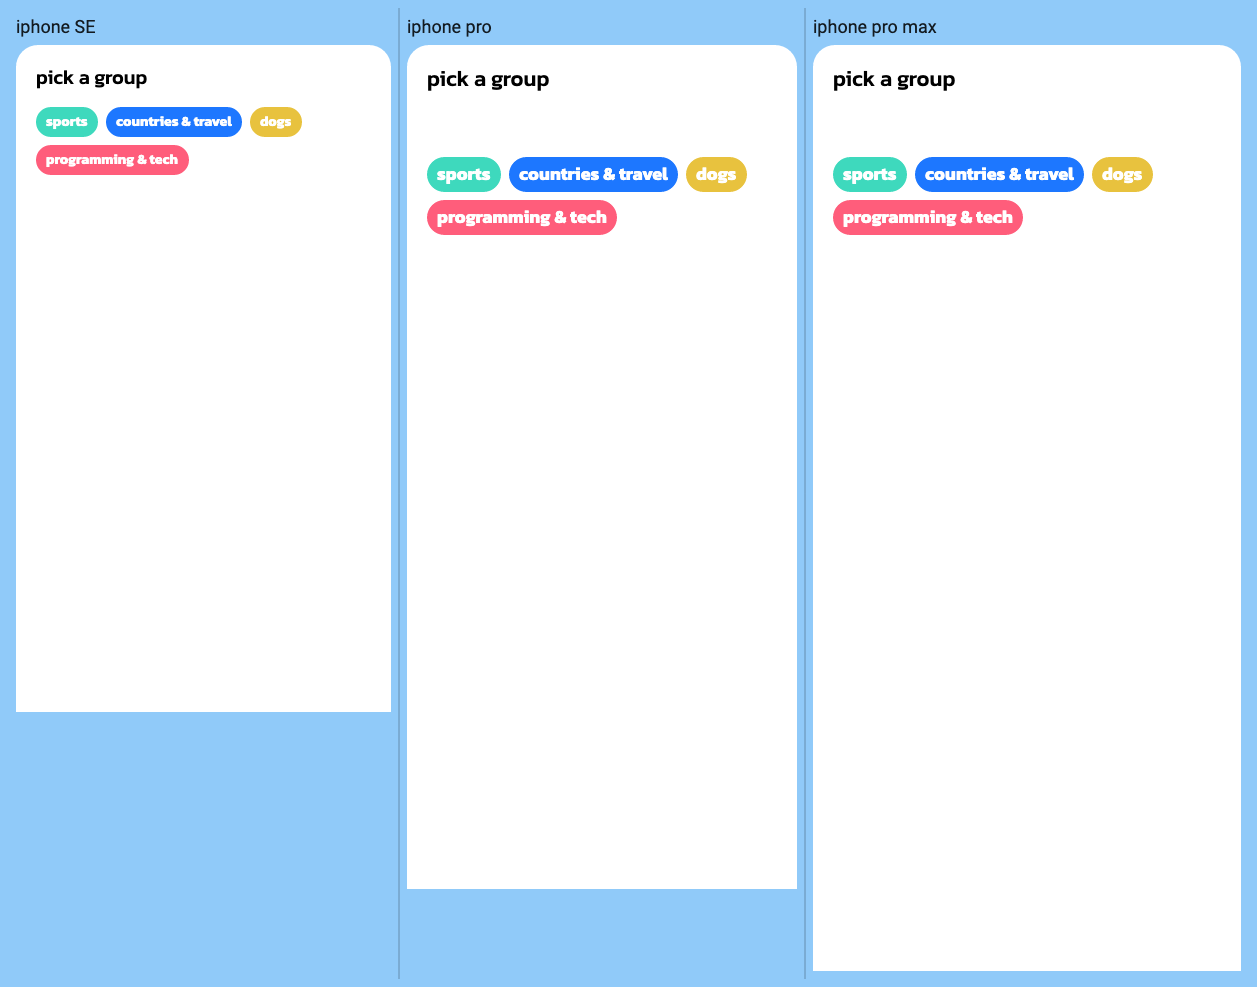 iphone SE
pick a group
sports
countries & travel
dogs
programming & tech
iphone pro
pick a group
sports
countries & travel
dogs
programming & tech
iphone pro max
pick a group
sports
countries & travel
dogs
programming & tech